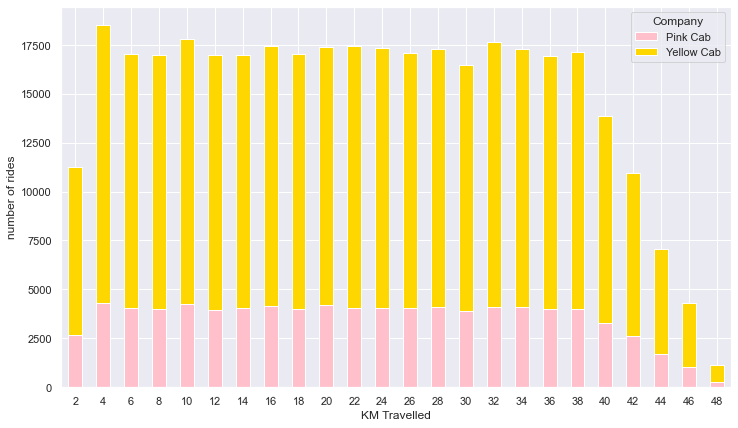 Company
Pink Cab
Yellow Cab
number of rides
17500
15000
12500
10000
7500
5000
2500
0
2 4 6 8 10 12 14 16 18 20 22 24 26 28 30 32 34 36 38 40 42 44 46 48
KM Travelled